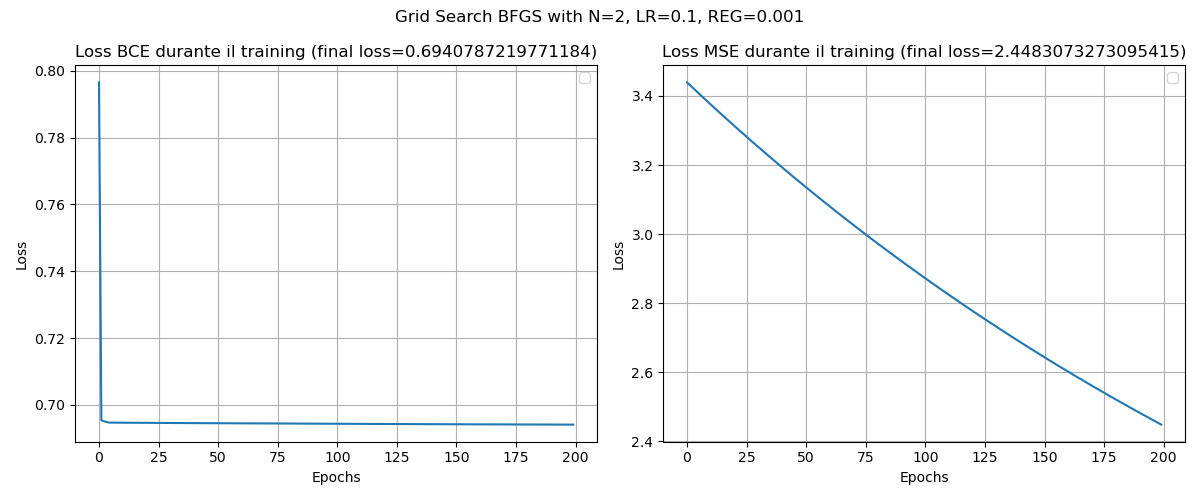 Grid Search BFGS with N=2, LR=0.1, REG=0.001
Loss BCE durante il training (final loss=0.6940787219771184)
0.80
0.78
0.76
0.74
0.72
0.70
Loss
0 25 50 75 100 125 150 175 200
Epochs
Loss MSE durante il training (final loss=2.4483073273095415)
3.4
3.2
3.0
2.8
2.6
2.4
Loss
0 25 50 75 100 125 150 175 200
Epochs